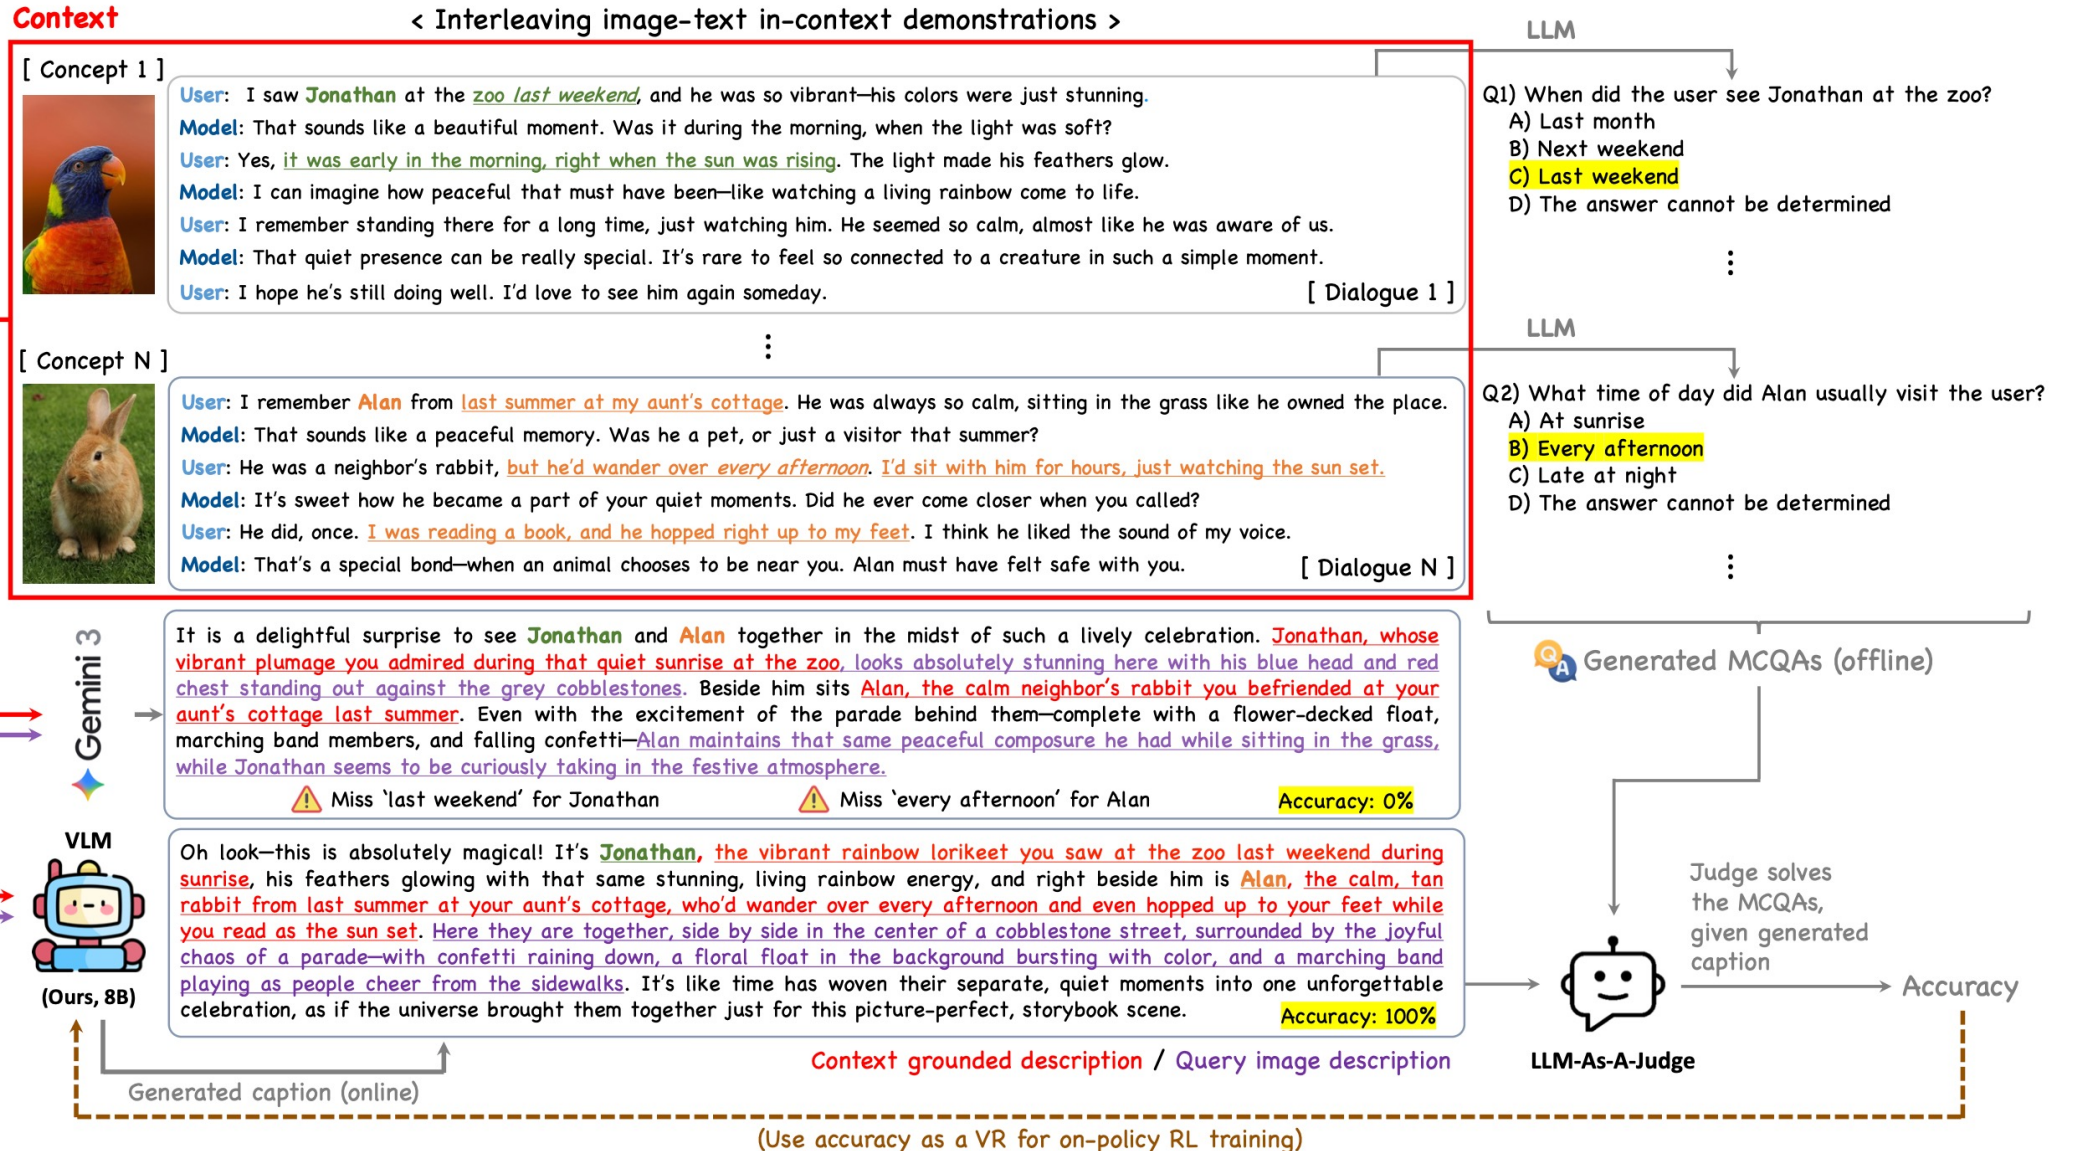 Context
< Interleaving image-text in-context demonstrations >
[ Concept 1 ]
User: I saw Jonathan at the zoo last weekend, and he was so vibrant—his colors were just stunning.
Model: That sounds like a beautiful moment. Was it during the morning, when the light was soft?
User: Yes, it was early in the morning, right when the sun was rising. The light made his feathers glow.
Model: I can imagine how peaceful that must have been—like watching a living rainbow come to life.
User: I remember standing there for a long time, just watching him. He seemed so calm, almost like he was aware of us.
Model: That quiet presence can be really special. It's rare to feel so connected to a creature in such a simple moment.
User: I hope he's still doing well. I'd love to see him again someday.
[ Dialogue 1 ]
LLM
Q1) When did the user see Jonathan at the zoo?
A) Last month
B) Next weekend
C) Last weekend
D) The answer cannot be determined
[ Concept N ]
User: I remember Alan from last summer at my aunt's cottage. He was always so calm, sitting in the grass like he owned the place.
Model: That sounds like a peaceful memory. Was he a pet, or just a visitor that summer?
User: He was a neighbor's rabbit, but he'd wander over every afternoon. I'd sit with him for hours, just watching the sun set.
Model: It's sweet how he became a part of your quiet moments. Did he ever come closer when you called?
User: He did, once. I was reading a book, and he hopped right up to my feet. I think he liked the sound of my voice.
Model: That's a special bond—when an animal chooses to be near you. Alan must have felt safe with you.
[ Dialogue N ]
LLM
Q2) What time of day did Alan usually visit the user?
A) At sunrise
B) Every afternoon
C) Late at night
D) The answer cannot be determined
Gemini 3
It is a delightful surprise to see Jonathan and Alan together in the midst of such a lively celebration. Jonathan, whose
vibrant plumage you admired during that quiet sunrise at the zoo, looks absolutely stunning here with his blue head and red
chest standing out against the grey cobblestones. Beside him sits Alan, the calm neighbor's rabbit you befriended at your
aunt's cottage last summer. Even with the excitement of the parade behind them—complete with a flower-decked float,
marching band members, and falling confetti—Alan maintains that same peaceful composure he had while sitting in the grass,
while Jonathan seems to be curiously taking in the festive atmosphere.
Miss 'last weekend' for Jonathan
Miss 'every afternoon' for Alan
Accuracy: 0%
QA Generated MCQAs (offline)
VLM
(Ours, 8B)
Oh look—this is absolutely magical! It's Jonathan, the vibrant rainbow lorikeet you saw at the zoo last weekend during
sunrise, his feathers glowing with that same stunning, living rainbow energy, and right beside him is Alan, the calm, tan
rabbit from last summer at your aunt's cottage, who'd wander over every afternoon and even hopped up to your feet while
you read as the sun set. Here they are together, side by side in the center of a cobblestone street, surrounded by the joyful
chaos of a parade—with confetti raining down, a floral float in the background bursting with color, and a marching band
playing as people cheer from the sidewalks. It's like time has woven their separate, quiet moments into one unforgettable
celebration, as if the universe brought them together just for this picture-perfect, storybook scene.
Accuracy: 100%
Judge solves
the MCQAs,
given generated
caption
Accuracy
LLM-As-A-Judge
Context grounded description / Query image description
Generated caption (online)
(Use accuracy as a VR for on-policy RL training)